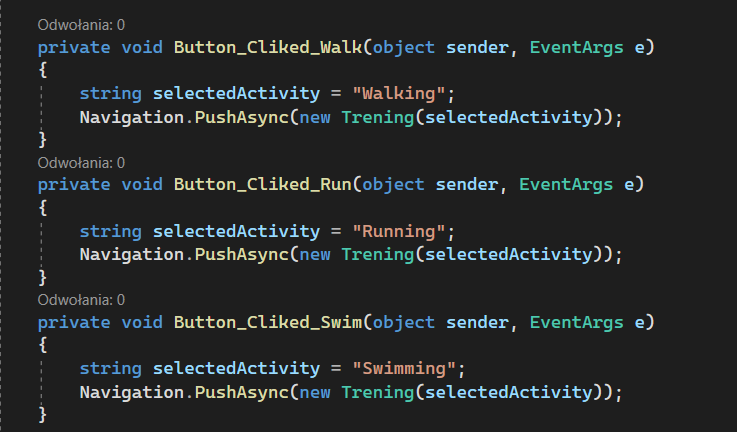 Odwołania: 0
private void Button_Cliked_Walk(object sender, EventArgs e)
{
string selectedActivity = "Walking";
Navigation.PushAsync(new Trening(selectedActivity));
}
Odwołania: 0
private void Button_Cliked_Run(object sender, EventArgs e)
{
string selectedActivity = "Running";
Navigation.PushAsync(new Trening(selectedActivity));
}
Odwołania: 0
private void Button_Cliked_Swim(object sender, EventArgs e)
{
string selectedActivity = "Swimming";
Navigation.PushAsync(new Trening(selectedActivity));
}